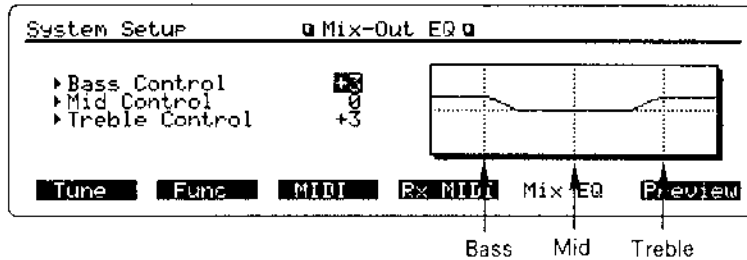 System Setup Mix-Out EQ
Bass Control +3
Mid Control 0
Treble Control +3
Tune Func MIDI Rx MIDI Mix EQ Preview
Bass Mid Treble